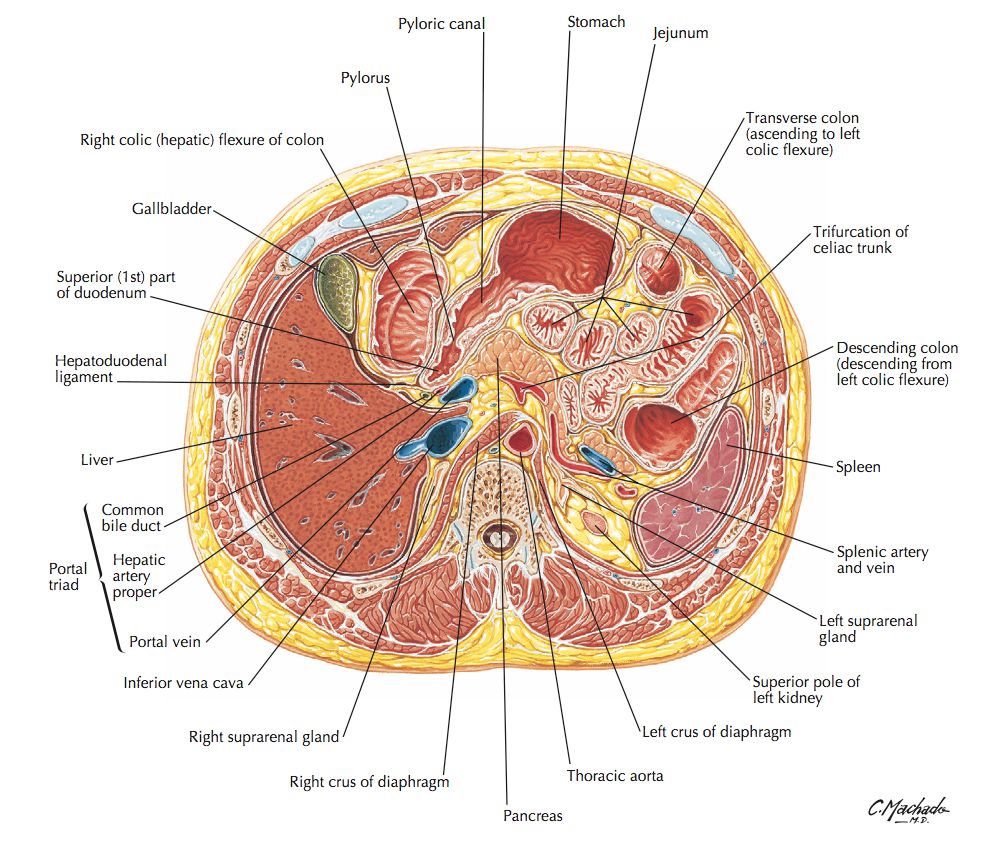 Pyloric canal
Stomach
Jejunum
Pylorus
Transverse colon
(ascending to left
colic flexure)
Right colic (hepatic) flexure of colon
Gallbladder
Trifurcation of
celiac trunk
Superior (1st) part
of duodenum
Hepatoduodenal
ligament
Descending colon
(descending from
left colic flexure)
Liver
Spleen
Common
bile duct
Portal
triad
Hepatic
artery
proper
Portal vein
Splenic artery
and vein
Left suprarenal
gland
Inferior vena cava
Superior pole of
left kidney
Right suprarenal gland
Left crus of diaphragm
Right crus of diaphragm
Thoracic aorta
Pancreas
C. Machado
M.D.